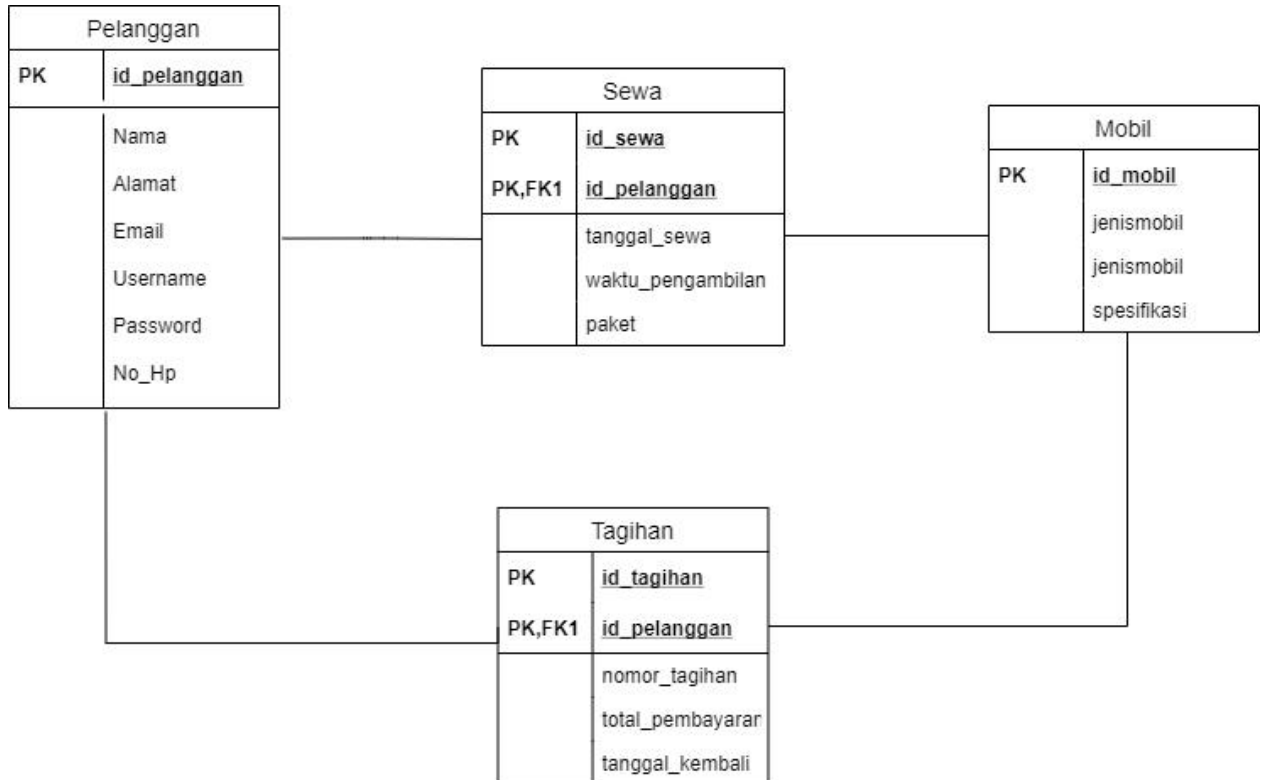 Pelanggan
PK id_pelanggan
Nama
Alamat
Email
Username
Password
No_Hp
Sewa
PK id_sewa
PK,FK1 id_pelanggan
tanggal_sewa
waktu_pengambilan
paket
Mobil
PK id_mobil
jenismobil
jenismobil
spesifikasi
Tagihan
PK id_tagihan
PK,FK1 id_pelanggan
nomor_tagihan
total_pembayaran
tanggal_kembali